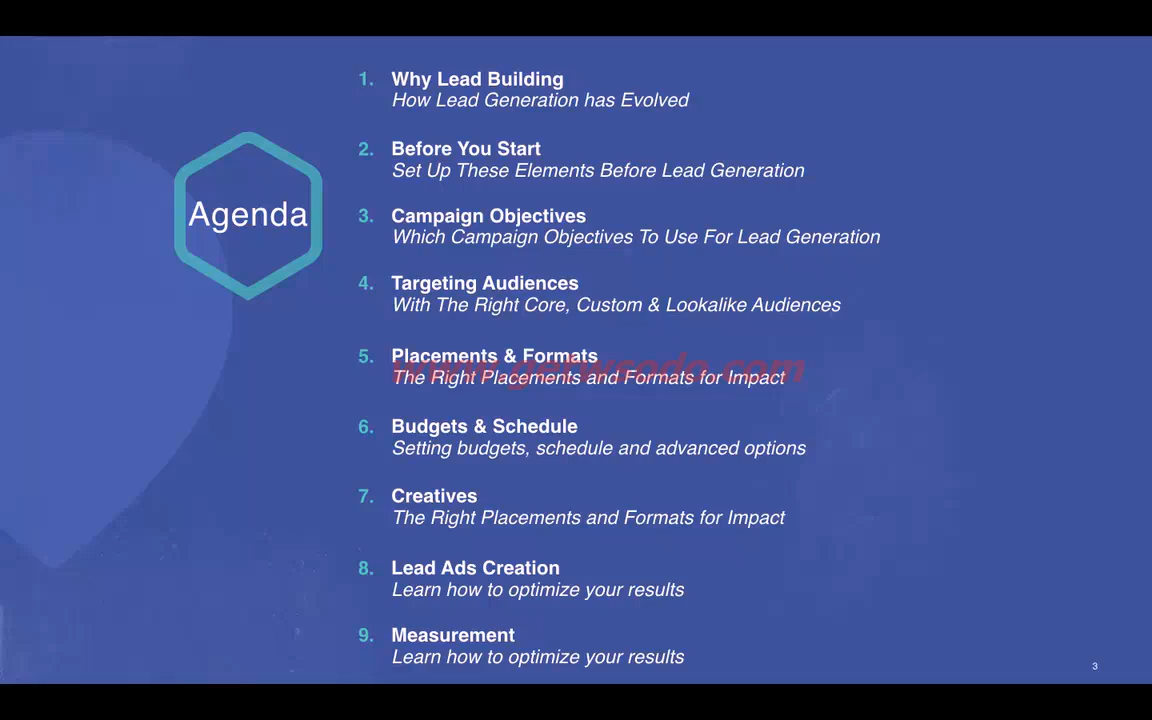 Agenda
1. Why Lead Building
How Lead Generation has Evolved
2. Before You Start
Set Up These Elements Before Lead Generation
3. Campaign Objectives
Which Campaign Objectives To Use For Lead Generation
4. Targeting Audiences
With The Right Core, Custom & Lookalike Audiences
5. Placements & Formats
The Right Placements and Formats for Impact
www.getwsodo.com
6. Budgets & Schedule
Setting budgets, schedule and advanced options
7. Creatives
The Right Placements and Formats for Impact
8. Lead Ads Creation
Learn how to optimize your results
9. Measurement
Learn how to optimize your results
3